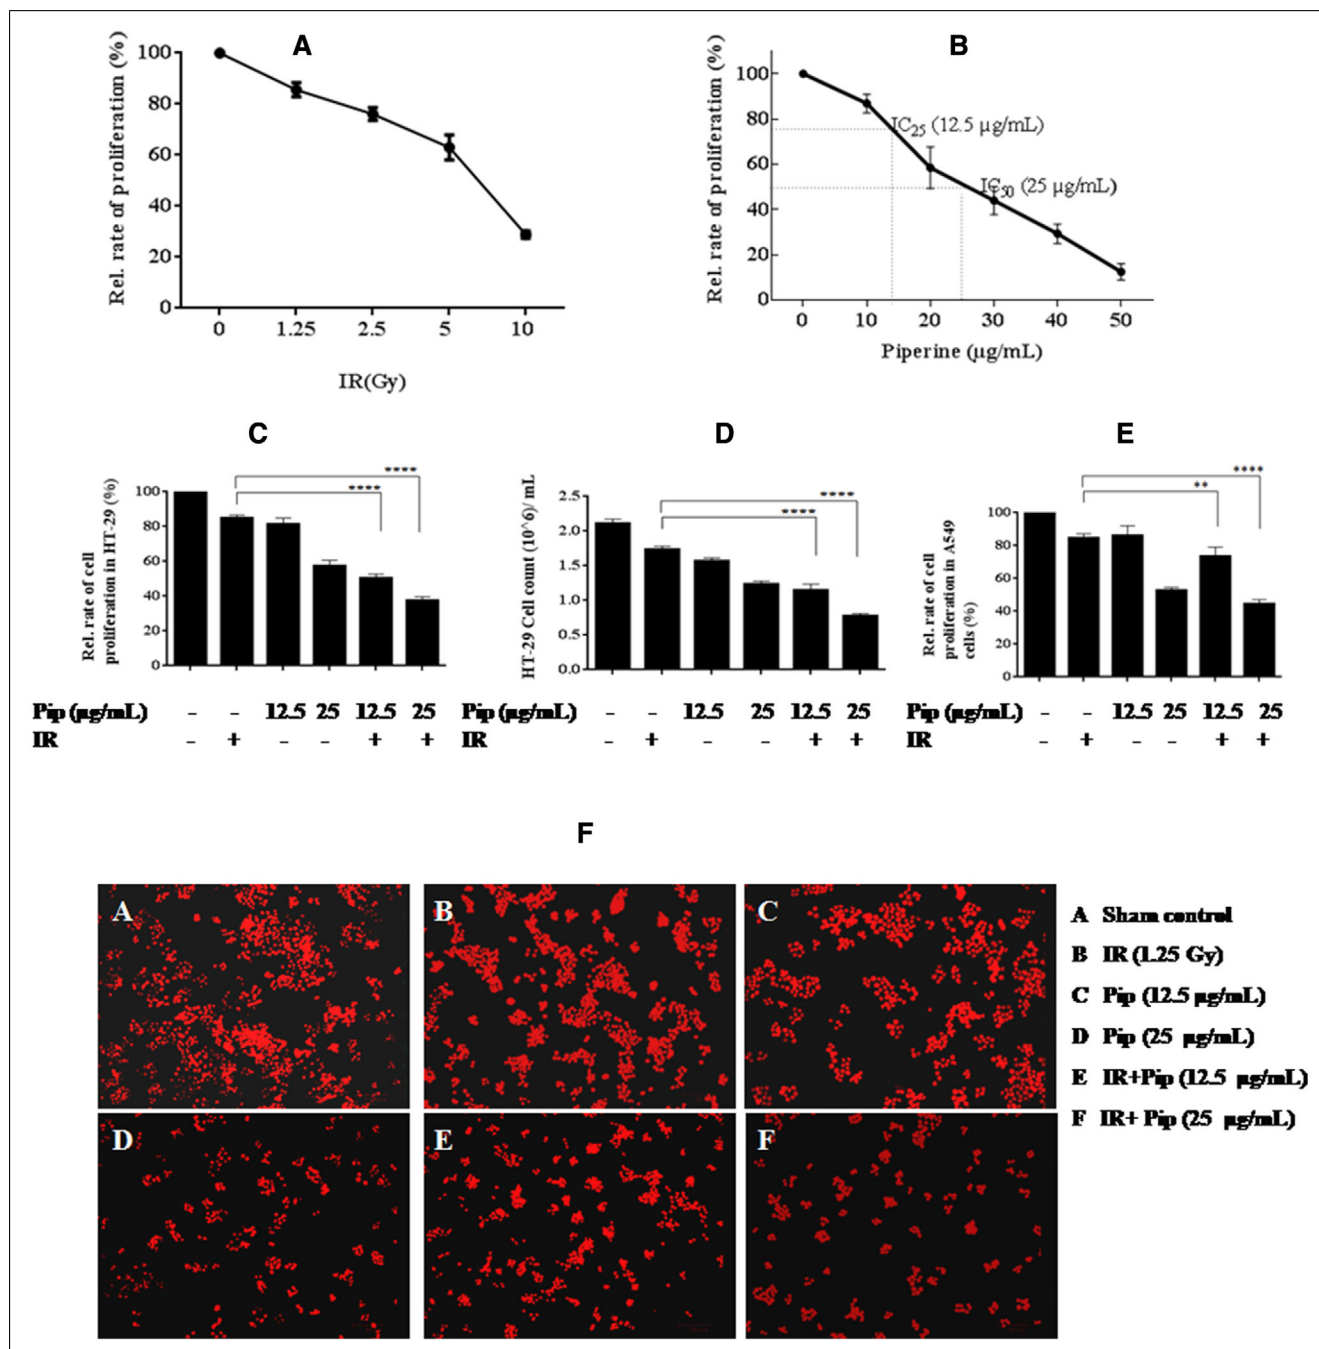 A
Rel. rate of proliferation (%)
100
80
60
40
20
0
0 1.25 2.5 5 10
IR(Gy)
B
Rel. rate of proliferation (%)
100
80
60
40
20
0
IC25 (12.5 µg/mL)
IC50 (25 µg/mL)
0 10 20 30 40 50
Piperine (µg/mL)
C
Rel. rate of cell
proliferation in HT-29 (%)
100
80
60
40
20
0
****
****
Pip (µg/mL) - - 12.5 25 12.5 25
IR - + - - + +
D
HT-29 Cell count (10^6)/ mL
2.5
2.0
1.5
1.0
0.5
0.0
****
****
Pip (µg/mL) - - 12.5 25 12.5 25
IR - + - - + +
E
Rel. rate of cell
proliferation in A549
cells (%)
100
80
60
40
20
0
****
**
Pip (µg/mL) - - 12.5 25 12.5 25
IR - + - - + +
F
A
B
C
D
E
F
A Sham control
B IR (1.25 Gy)
C Pip (12.5 µg/mL)
D Pip (25 µg/mL)
E IR+Pip (12.5 µg/mL)
F IR+ Pip (25 µg/mL)